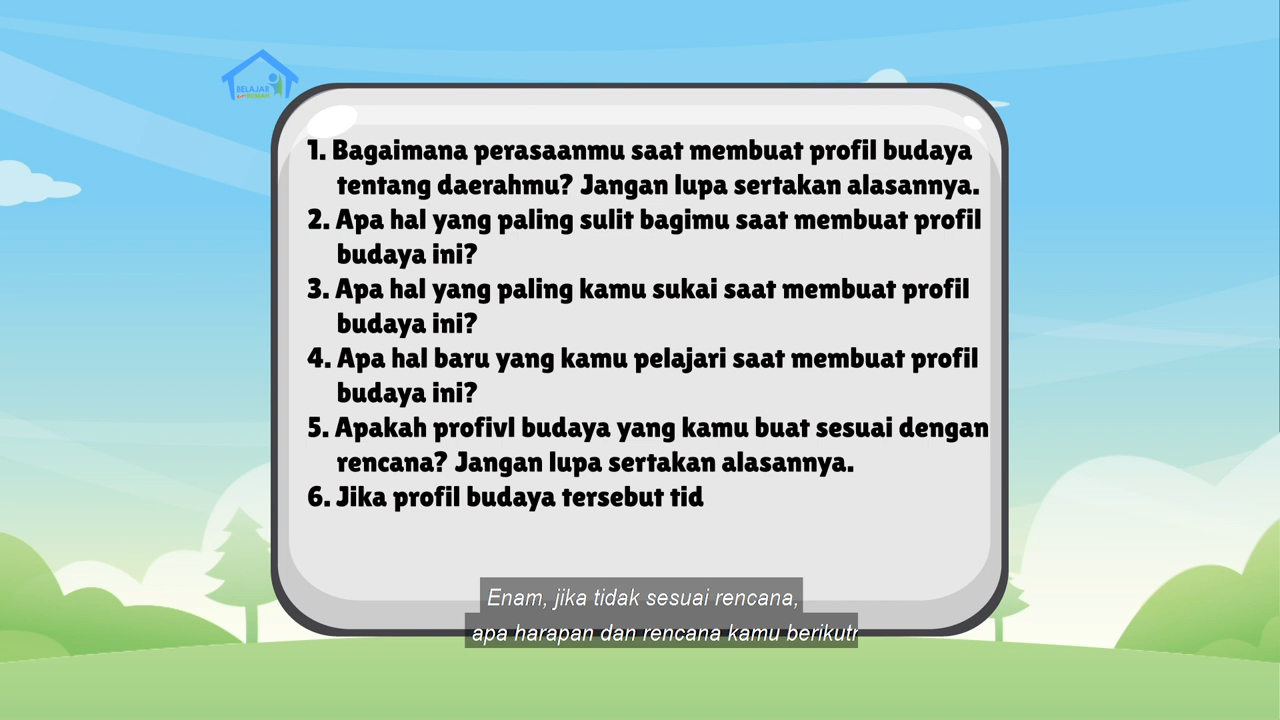 BELAJAR
dari RUMAH
1. Bagaimana perasaanmu saat membuat profil budaya
tentang daerahmu? Jangan lupa sertakan alasannya.
2. Apa hal yang paling sulit bagimu saat membuat profil
budaya ini?
3. Apa hal yang paling kamu sukai saat membuat profil
budaya ini?
4. Apa hal baru yang kamu pelajari saat membuat profil
budaya ini?
5. Apakah profivl budaya yang kamu buat sesuai dengan
rencana? Jangan lupa sertakan alasannya.
6. Jika profil budaya tersebut tid
Enam, jika tidak sesuai rencana,
apa harapan dan rencana kamu berikutr